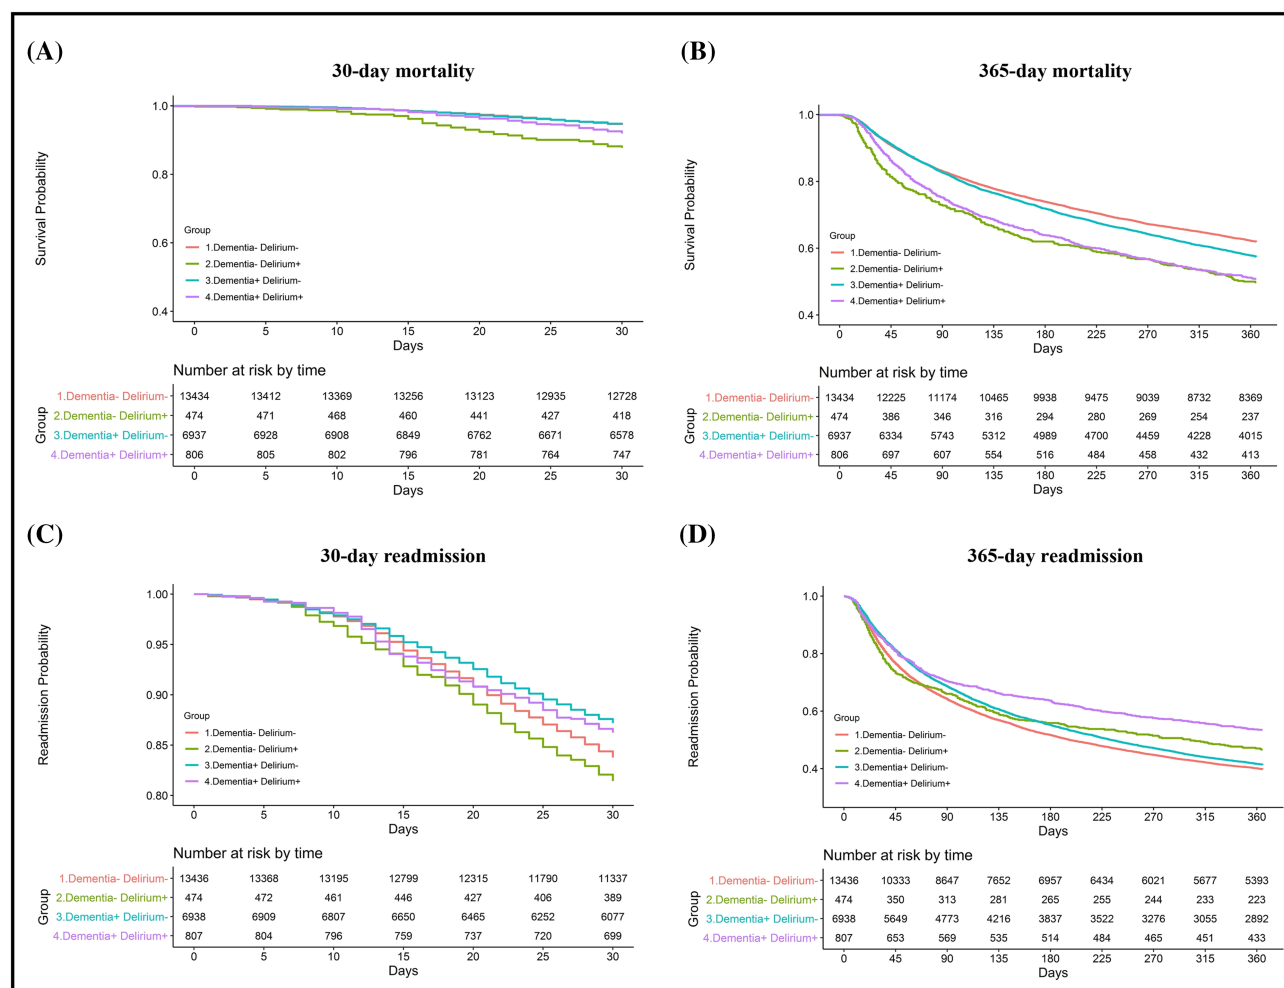 (A)
30-day mortality
Survival Probability
1.0
0.8
0.6
0.4
Group
1.Dementia- Delirium-
2.Dementia- Delirium+
3.Dementia+ Delirium-
4.Dementia+ Delirium+
0 5 10 15 20 25 30
Days
Number at risk by time
Group
1.Dementia- Delirium- 13434 13412 13369 13256 13123 12935 12728
2.Dementia- Delirium+ 474 471 468 460 441 427 418
3.Dementia+ Delirium- 6937 6928 6908 6849 6762 6671 6578
4.Dementia+ Delirium+ 806 805 802 796 781 764 747
0 5 10 15 20 25 30
Days
(B)
365-day mortality
Survival Probability
1.0
0.8
0.6
0.4
Group
1.Dementia- Delirium-
2.Dementia- Delirium+
3.Dementia+ Delirium-
4.Dementia+ Delirium+
0 45 90 135 180 225 270 315 360
Days
Number at risk by time
Group
1.Dementia- Delirium- 13434 12225 11174 10465 9938 9475 9039 8732 8369
2.Dementia- Delirium+ 474 386 346 316 294 280 269 254 237
3.Dementia+ Delirium- 6937 6334 5743 5312 4989 4700 4459 4228 4015
4.Dementia+ Delirium+ 806 697 607 554 516 484 458 432 413
0 45 90 135 180 225 270 315 360
Days
(C)
30-day readmission
Readmission Probability
1.00
0.95
0.90
0.85
0.80
Group
1.Dementia- Delirium-
2.Dementia- Delirium+
3.Dementia+ Delirium-
4.Dementia+ Delirium+
0 5 10 15 20 25 30
Days
Number at risk by time
Group
1.Dementia- Delirium- 13436 13368 13195 12799 12315 11790 11337
2.Dementia- Delirium+ 474 472 461 446 427 406 389
3.Dementia+ Delirium- 6938 6909 6807 6650 6465 6252 6077
4.Dementia+ Delirium+ 807 804 796 759 737 720 699
0 5 10 15 20 25 30
Days
(D)
365-day readmission
Readmission Probability
1.0
0.8
0.6
0.4
Group
1.Dementia- Delirium-
2.Dementia- Delirium+
3.Dementia+ Delirium-
4.Dementia+ Delirium+
0 45 90 135 180 225 270 315 360
Days
Number at risk by time
Group
1.Dementia- Delirium- 13436 10333 8647 7652 6957 6434 6021 5677 5393
2.Dementia- Delirium+ 474 350 313 281 265 255 244 233 223
3.Dementia+ Delirium- 6938 5649 4773 4216 3837 3522 3276 3055 2892
4.Dementia+ Delirium+ 807 653 569 535 514 484 465 451 433
0 45 90 135 180 225 270 315 360
Days